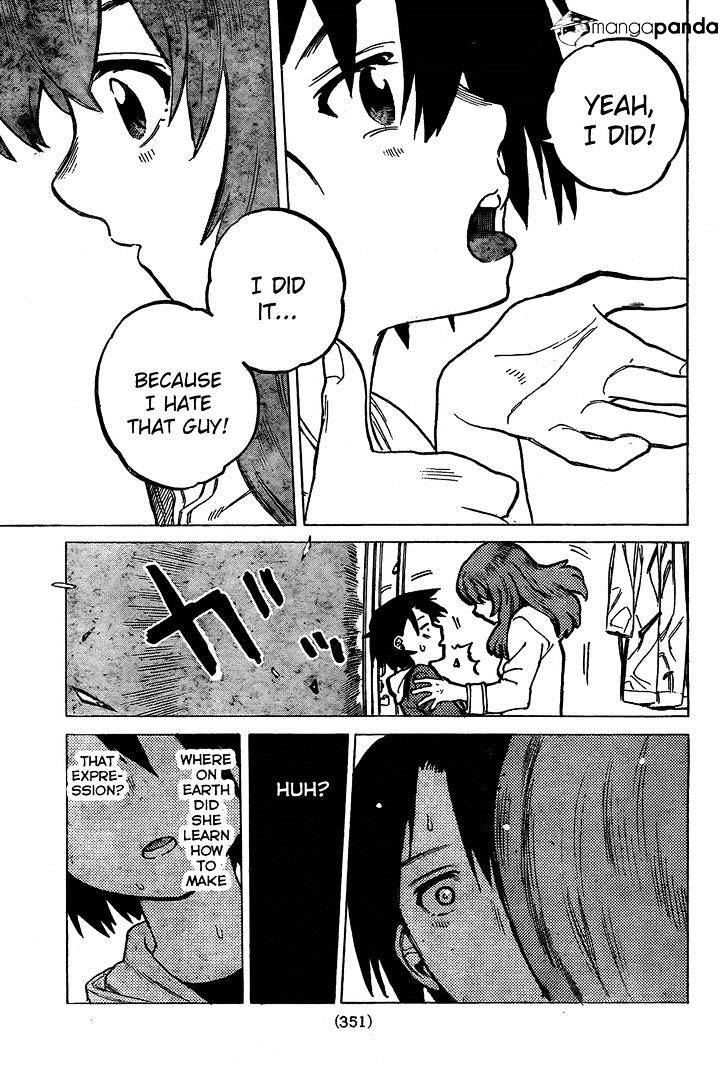 mangapanda
YEAH,
I DID!
I DID
IT...
BECAUSE
I HATE
THAT GUY!
ガッ
HUH?
WHERE
ON
EARTH
DID
SHE
LEARN
HOW
TO
MAKE
THAT
EXPRE-
SSION?
(351)